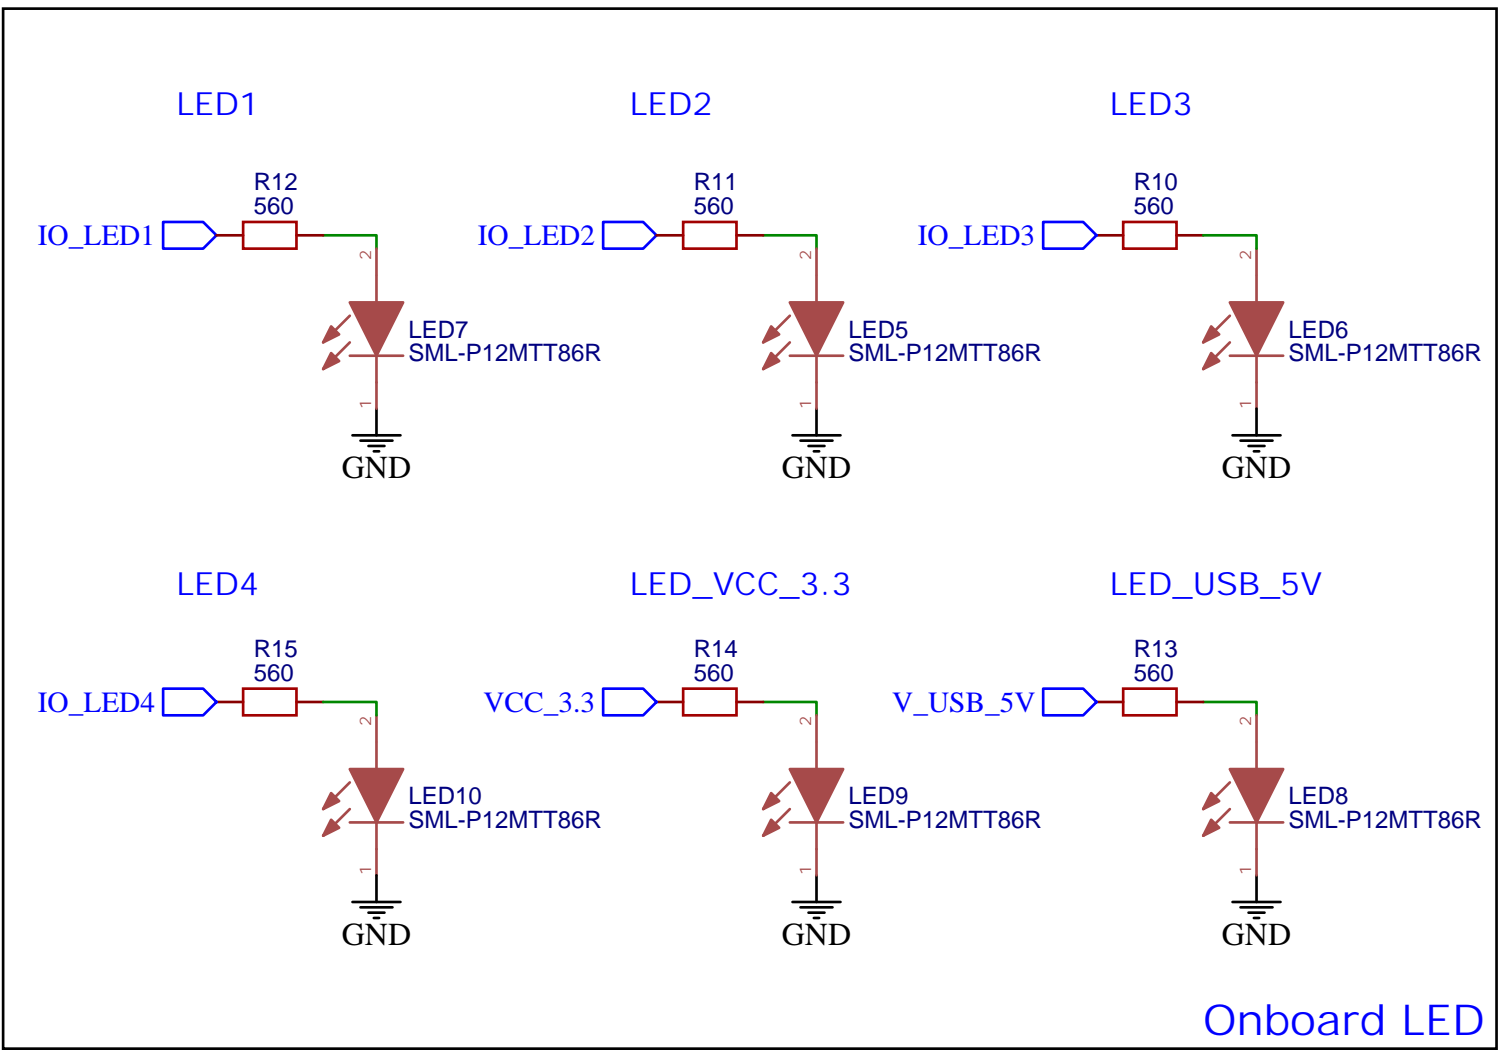 LED1
R12
560
IO_LED1
2
LED7
SML-P12MTT86R
1
GND
LED2
R11
560
IO_LED2
2
LED5
SML-P12MTT86R
1
GND
LED3
R10
560
IO_LED3
2
LED6
SML-P12MTT86R
1
GND
LED4
R15
560
IO_LED4
2
LED10
SML-P12MTT86R
1
GND
LED_VCC_3.3
R14
560
VCC_3.3
2
LED9
SML-P12MTT86R
1
GND
LED_USB_5V
R13
560
V_USB_5V
2
LED8
SML-P12MTT86R
1
GND
Onboard LED